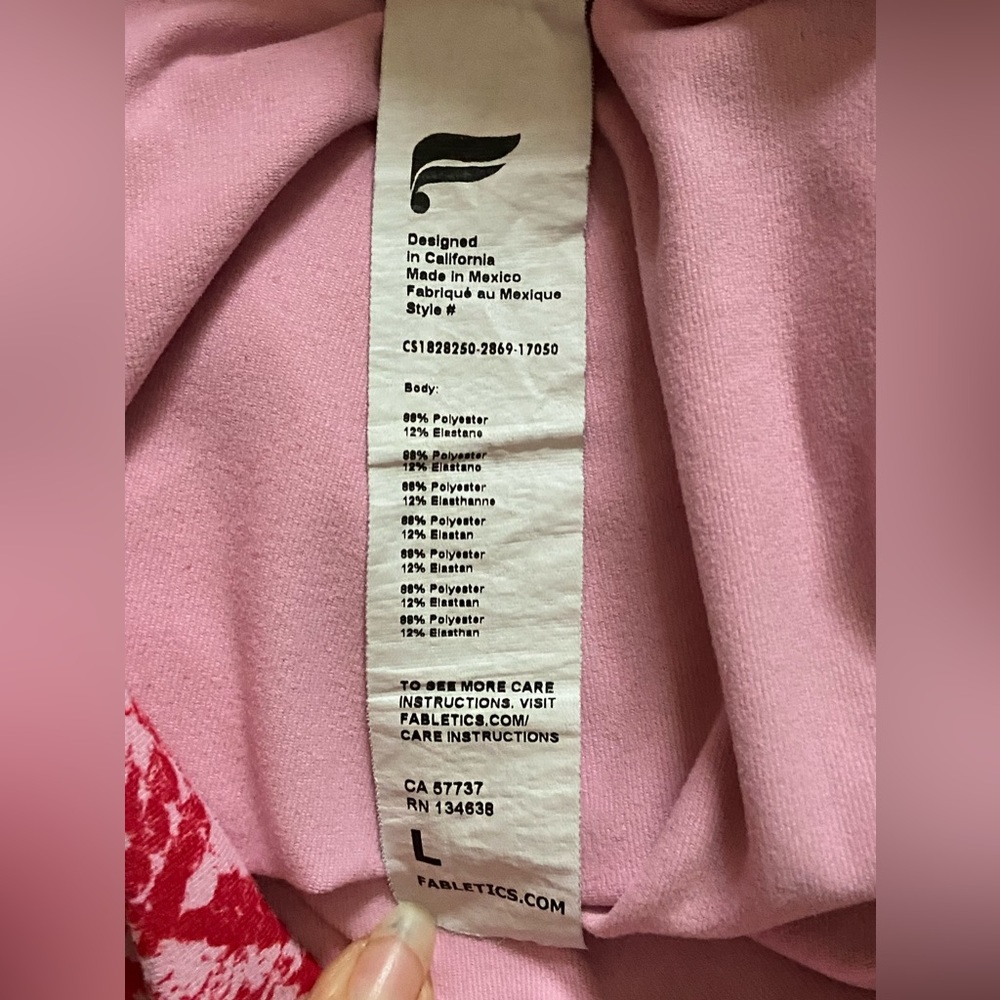 Designed
in California
Made in Mexico
Fabriqué au Mexique
Style #
CS1828250-2869-17050
Body:
88% Polyester
12% Elastane
88% Polyester
12% Elastano
88% Polyester
12% Elasthanne
88% Polyester
12% Elastan
88% Polyester
12% Elastan
88% Polyester
12% Elastaan
88% Polyester
12% Elasthan
TO SEE MORE CARE
INSTRUCTIONS, VISIT
FABLETICS.COM/
CARE INSTRUCTIONS
CA 57737
RN 134638
L
FABLETICS.COM